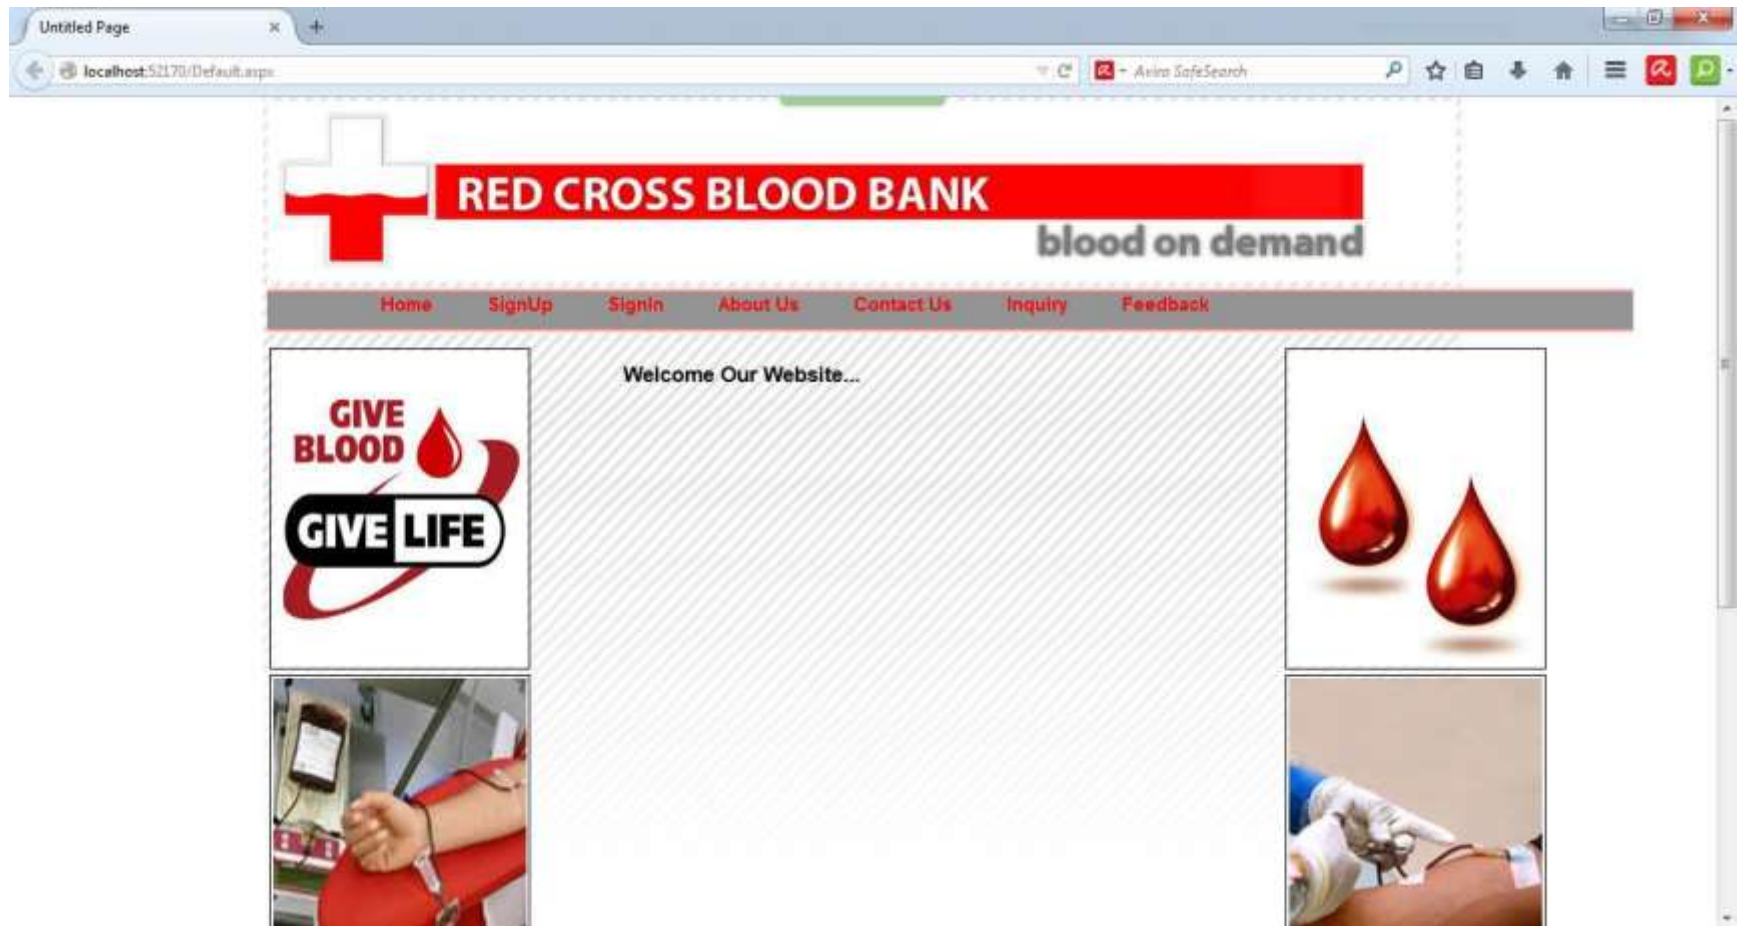 Untitled Page
localhost:52170/Default.aspx
Avira SafeSearch
RED CROSS BLOOD BANK
blood on demand
Home SignUp SignIn About Us Contact Us Inquiry Feedback
Welcome Our Website...
GIVE
BLOOD
GIVE LIFE